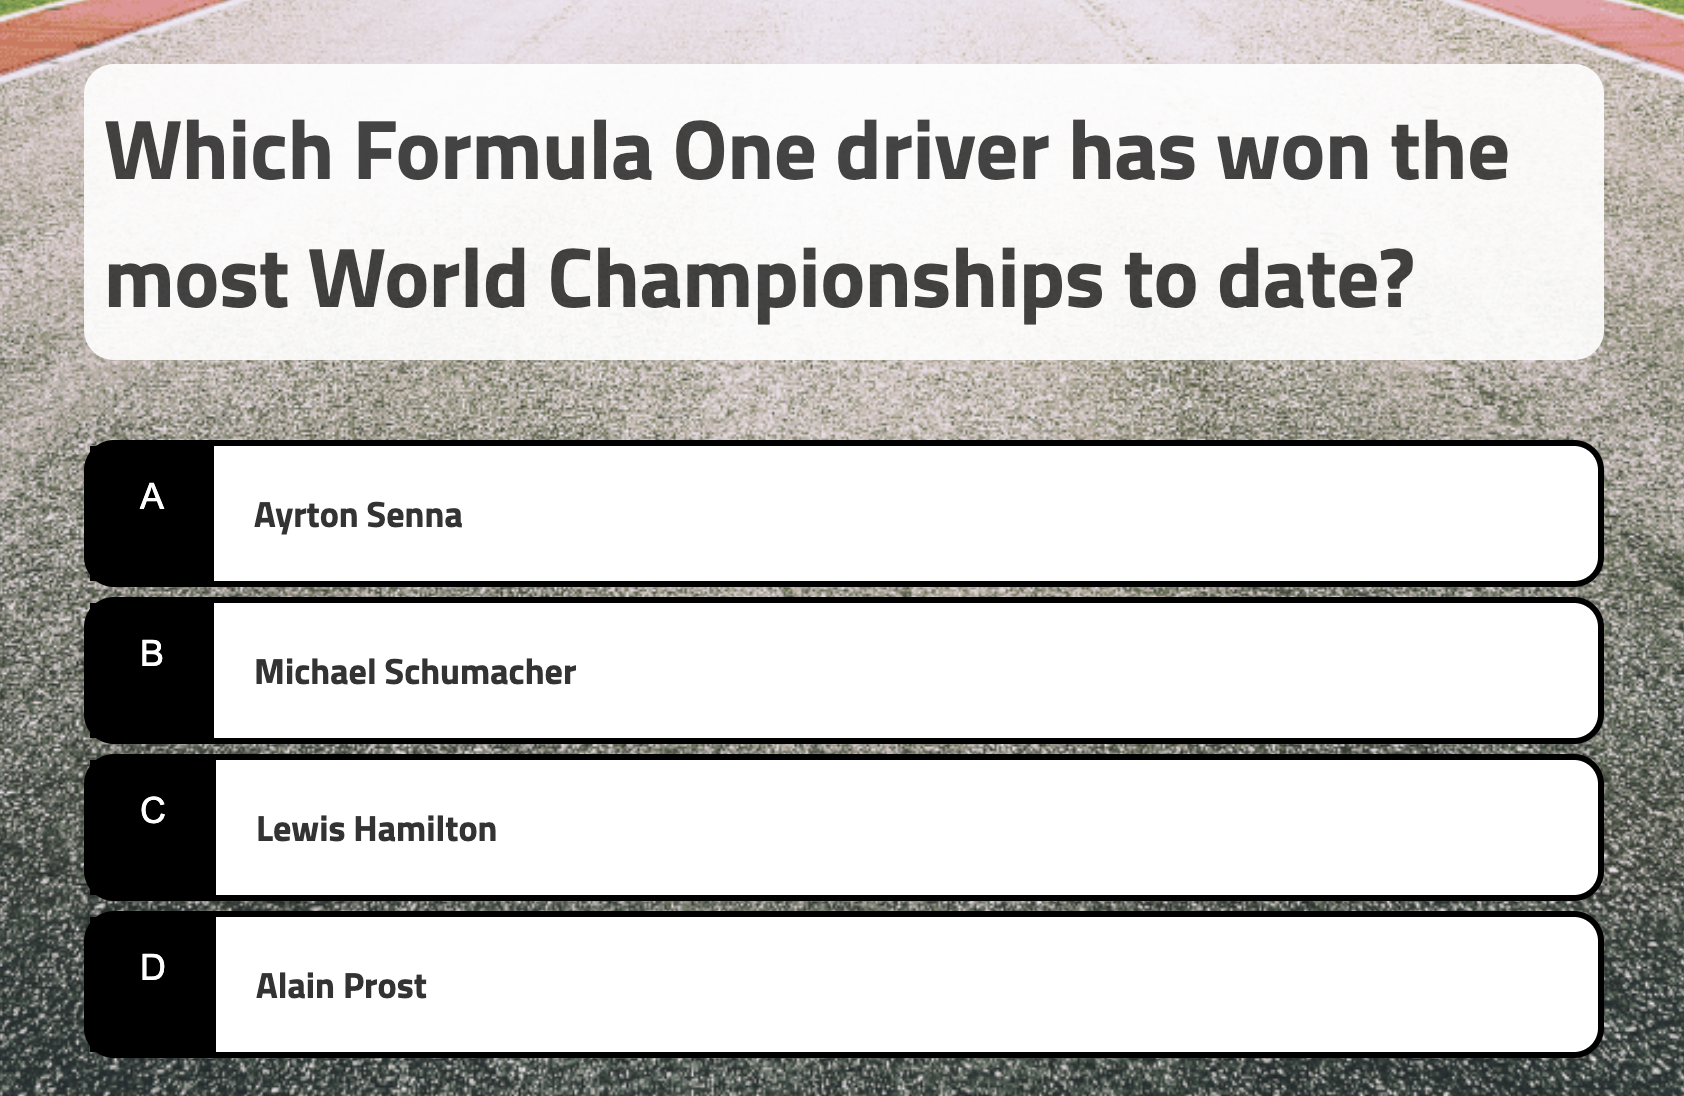 Which Formula One driver has won the
most World Championships to date?
A
Ayrton Senna
B
Michael Schumacher
C
Lewis Hamilton
D
Alain Prost